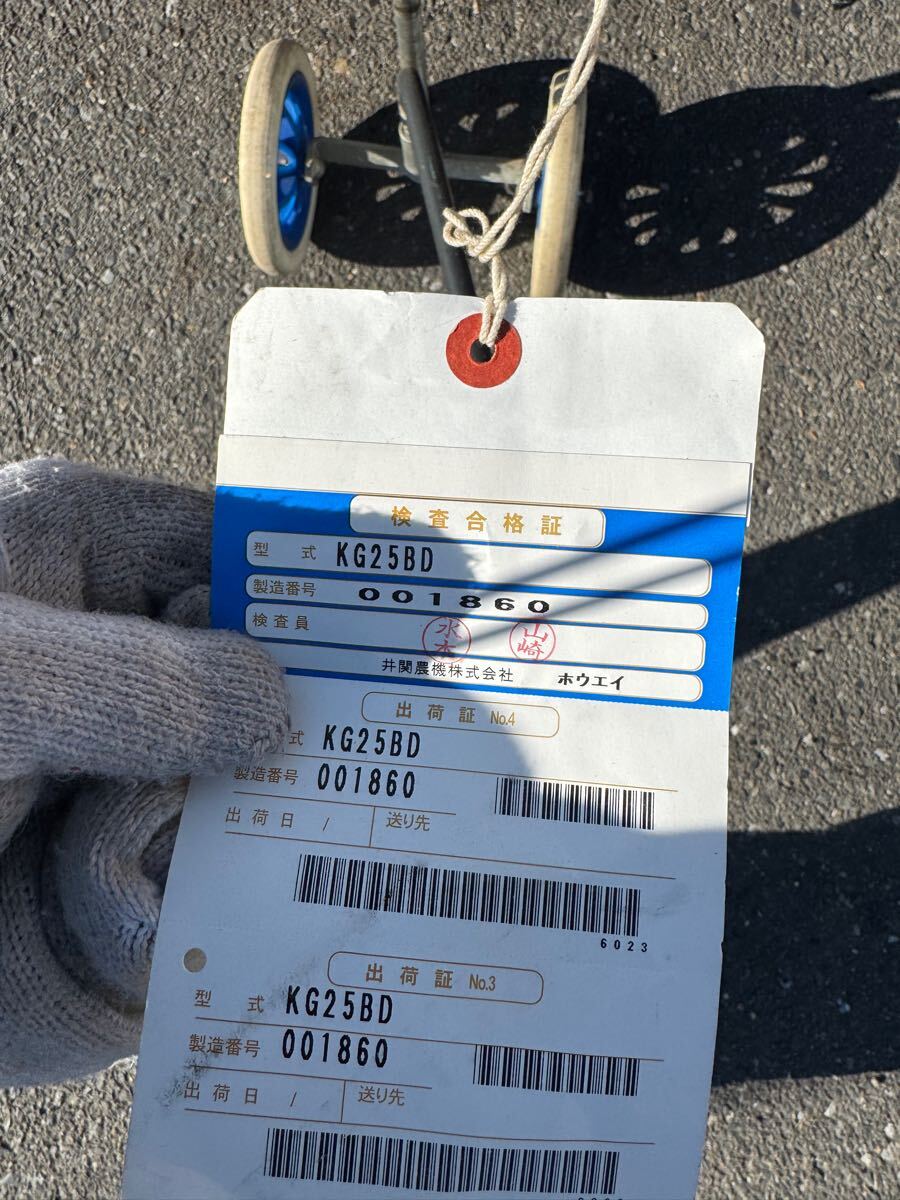 検査合格証
型 式 KG25BD
製造番号 001860
検査員 水本 山崎
井関農機株式会社 ホウエイ
出荷証 No.4
式 KG25BD
製造番号 001860
出荷日 / 送り先
6023
出荷証 No.3
型 式 KG25BD
製造番号 001860
出荷日 / 送り先